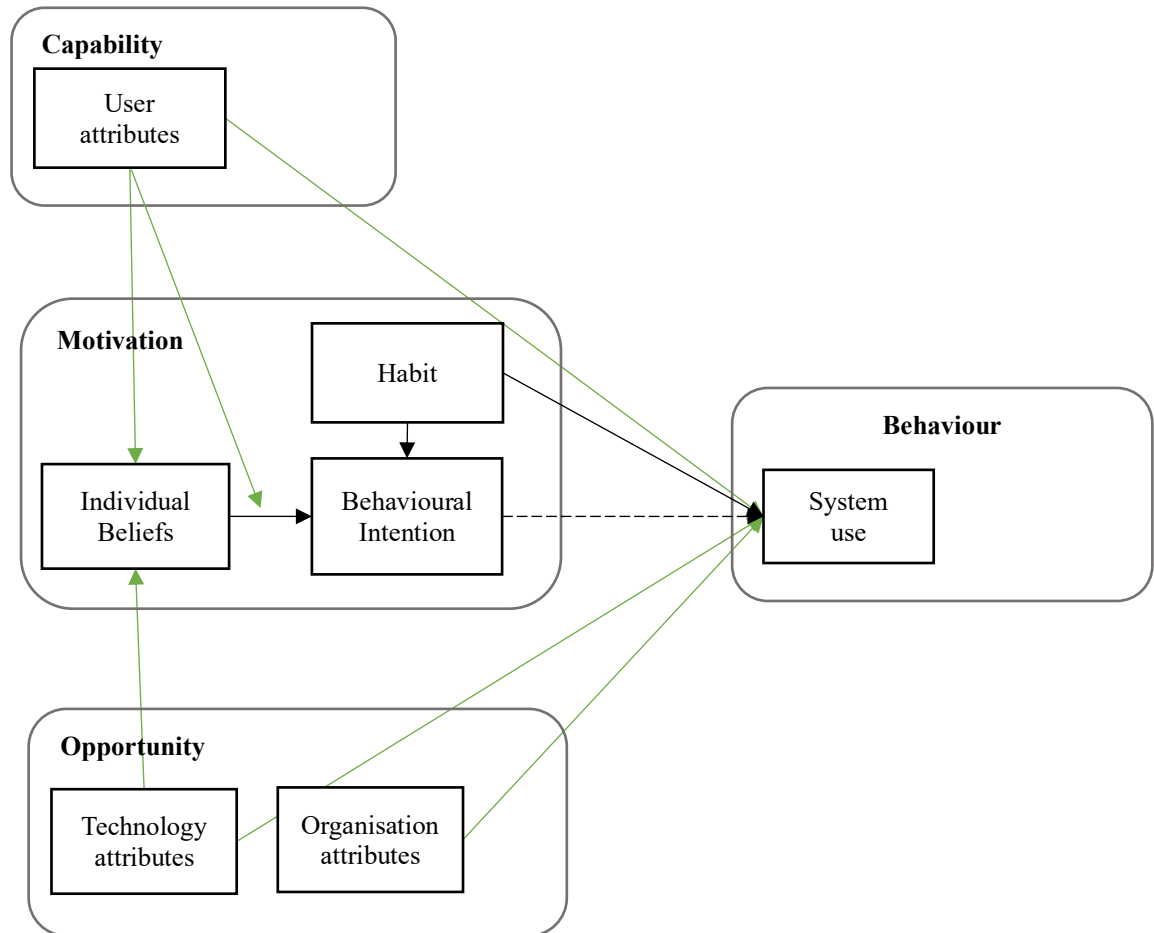 Capability
User
attributes
Motivation
Habit
Individual
Beliefs
Behavioural
Intention
Behaviour
System
use
Opportunity
Technology
attributes
Organisation
attributes